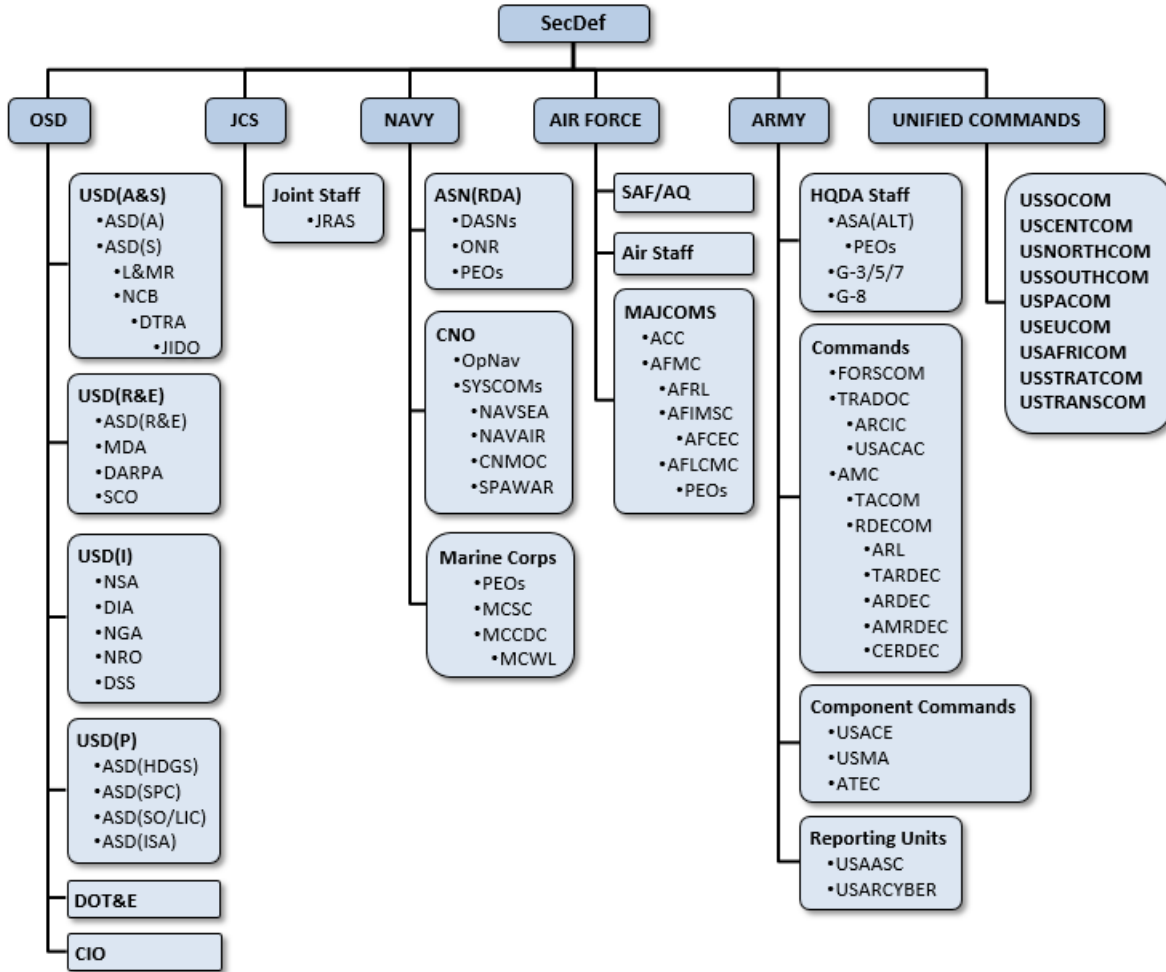 SecDef
OSD
JCS
NAVY
AIR FORCE
ARMY
UNIFIED COMMANDS
USD(A&S)
•ASD(A)
•ASD(S)
•L&MR
•NCB
•DTRA
•JIDO
USD(R&E)
•ASD(R&E)
•MDA
•DARPA
•SCO
USD(I)
•NSA
•DIA
•NGA
•NRO
•DSS
USD(P)
•ASD(HDGS)
•ASD(SPC)
•ASD(SO/LIC)
•ASD(ISA)
DOT&E
CIO
Joint Staff
•JRAS
ASN(RDA)
•DASNs
•ONR
•PEOs
CNO
•OpNav
•SYSCOMs
•NAVSEA
•NAVAIR
•CNMOC
•SPAWAR
Marine Corps
•PEOs
•MCSC
•MCCDC
•MCWL
SAF/AQ
Air Staff
MAJCOMS
•ACC
•AFMC
•AFRL
•AFIMSC
•AFCEC
•AFLCMC
•PEOs
HQDA Staff
•ASA(ALT)
•PEOs
•G-3/5/7
•G-8
Commands
•FORSCOM
•TRADOC
•ARCIC
•USACAC
•AMC
•TACOM
•RDECOM
•ARL
•TARDEC
•ARDEC
•AMRDEC
•CERDEC
Component Commands
•USACE
•USMA
•ATEC
Reporting Units
•USAASC
•USARCYBER
USSOCOM
USCENTCOM
USNORTHCOM
USSOUTHCOM
USPACOM
USEUCOM
USAFRICOM
USSTRATCOM
USTRANSCOM